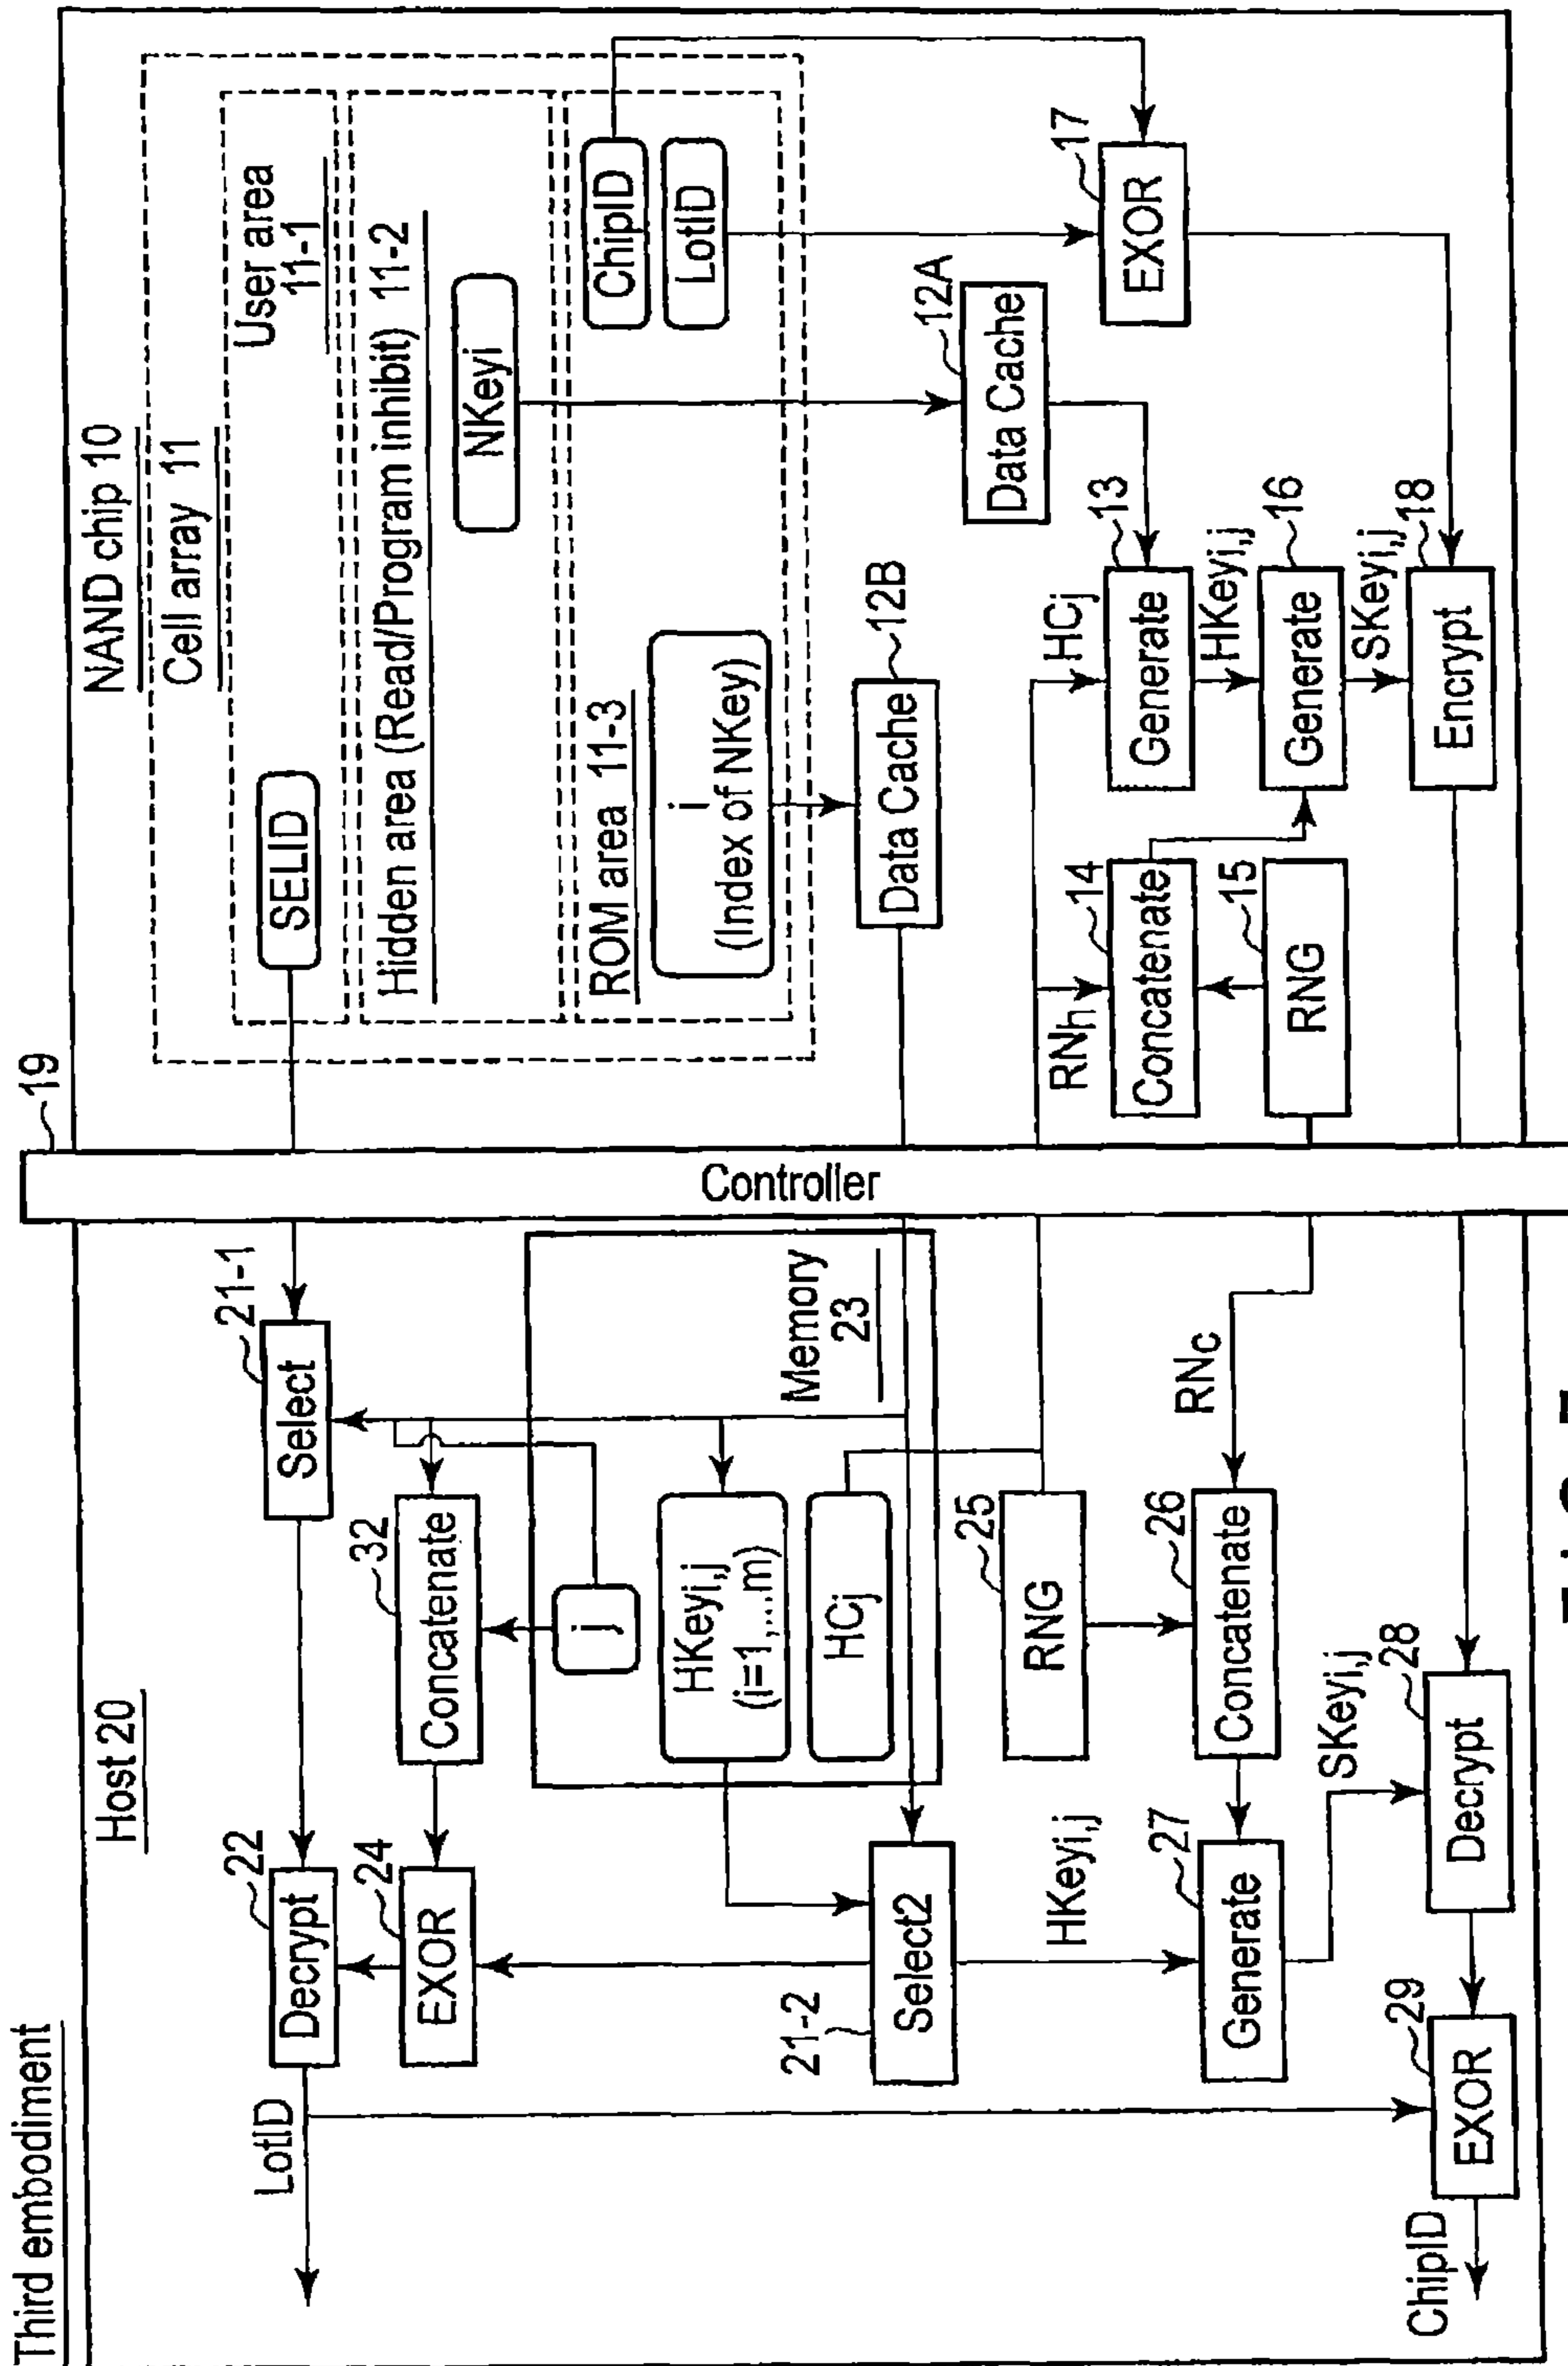 Third embodiment
Host 20
LotID
22
Decrypt
21-1
Select
24
EXOR
32
Concatenate
j
HKeyi,j
(i=1,...m)
HCj
Memory
23
21-2
Select2
HKeyi,j
25
RNG
26
Concatenate
RNc
27
Generate
SKeyi,j
28
Decrypt
29
EXOR
ChipID
19
Controller
NAND chip 10
Cell array 11
User area
11-1
SELID
Hidden area (Read/Program inhibit) 11-2
NKeyi
ROM area 11-3
i
(Index of NKey)
ChipID
LotID
12B
Data Cache
12A
Data Cache
17
EXOR
HCj
13
Generate
RNh
14
Concatenate
HKeyi,j
16
Generate
15
RNG
SKeyi,j
18
Encrypt